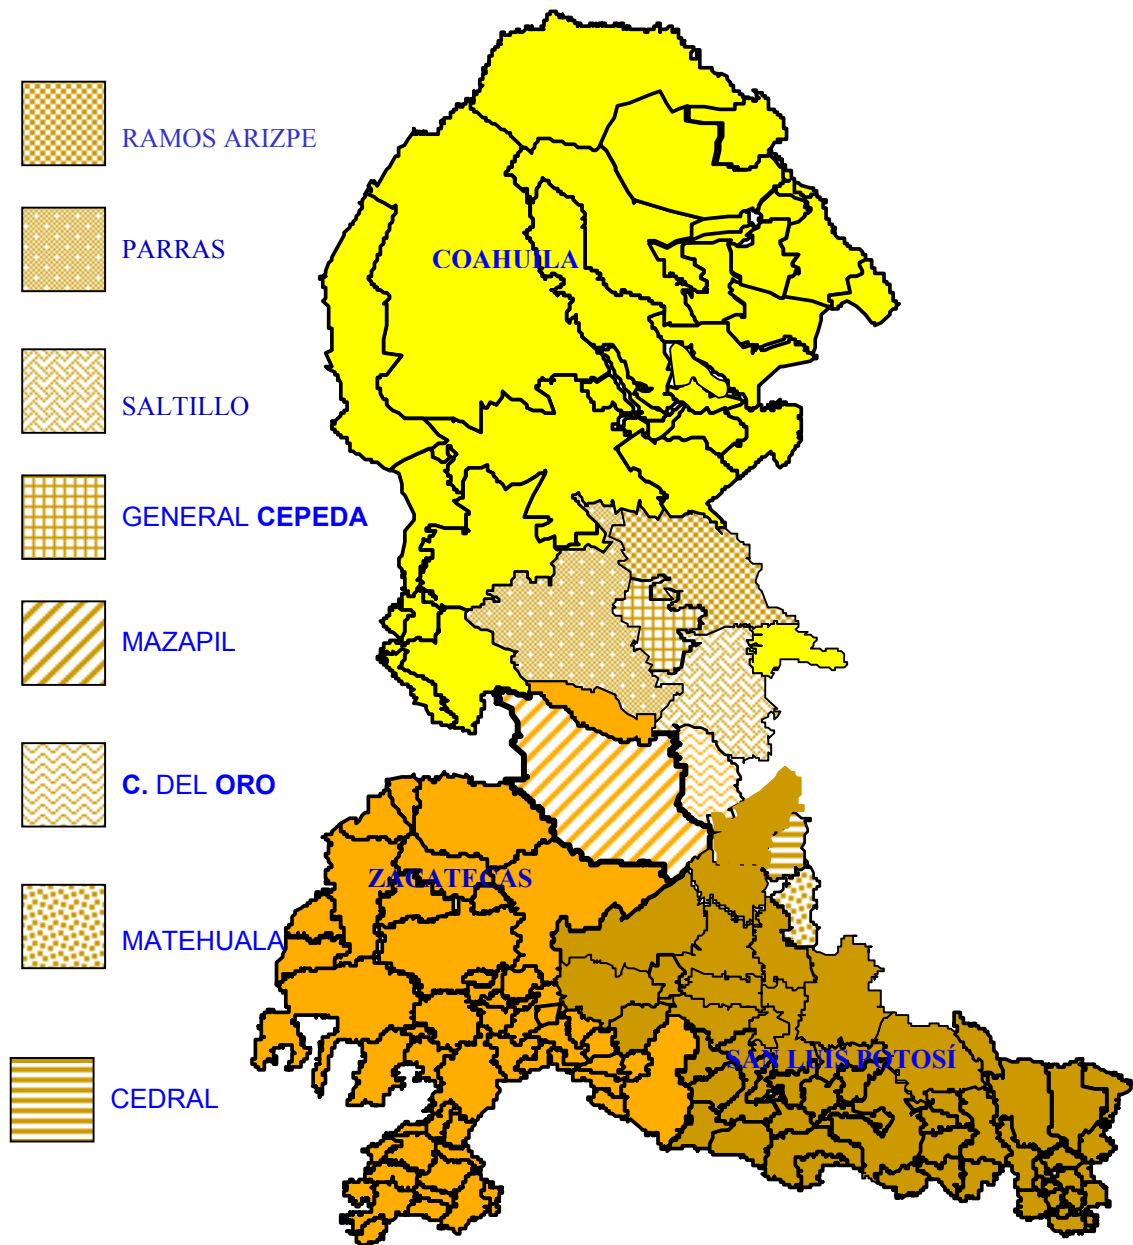 RAMOS ARIZPE
PARRAS
COAHUILA
SALTILLO
GENERAL CEPEDA
MAZAPIL
C. DEL ORO
ZACATECAS
MATEHUALA
SAN LUIS POTOSÍ
CEDRAL